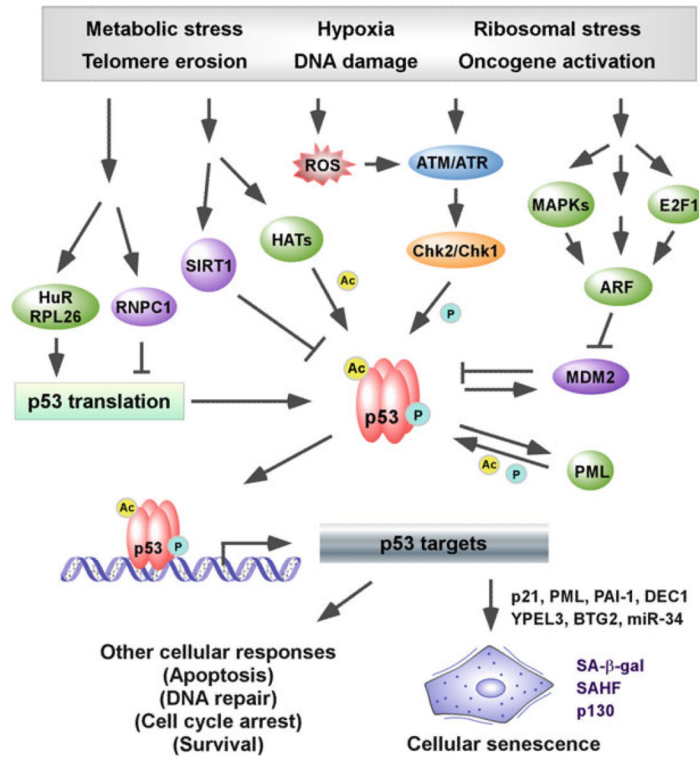 Metabolic stress Hypoxia Ribosomal stress
Telomere erosion DNA damage Oncogene activation
ROS
ATM/ATR
MAPKs
E2F1
HATs
SIRT1
Chk2/Chk1
HuR
RPL26
RNPC1
Ac
P
ARF
p53 translation
Ac
p53
P
MDM2
Ac
P
PML
Ac
p53
P
p53 targets
p21, PML, PAI-1, DEC1
YPEL3, BTG2, miR-34
Other cellular responses
(Apoptosis)
(DNA repair)
(Cell cycle arrest)
(Survival)
SA-β-gal
SAHF
p130
Cellular senescence